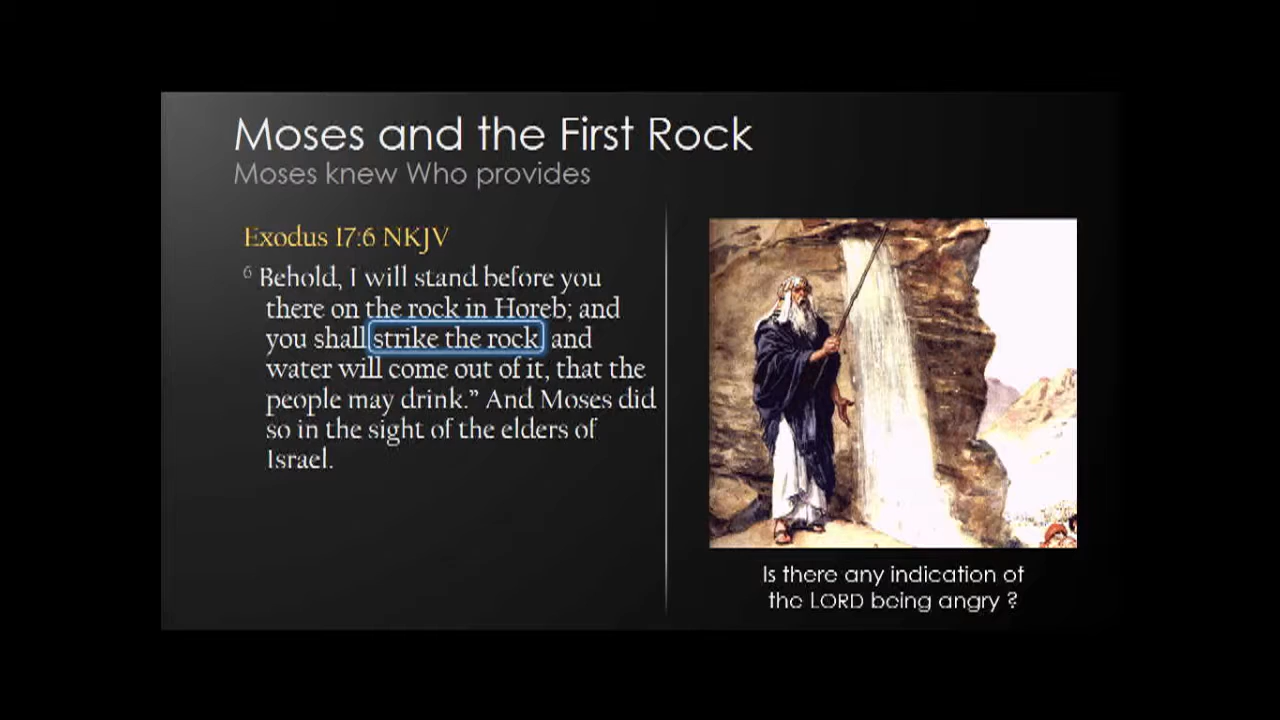 Moses and the First Rock
Moses knew Who provides
Exodus 17:6 NKJV
6 Behold, I will stand before you
there on the rock in Horeb; and
you shall strike the rock, and
water will come out of it, that the
people may drink.” And Moses did
so in the sight of the elders of
Israel.
Is there any indication of
the LORD being angry ?